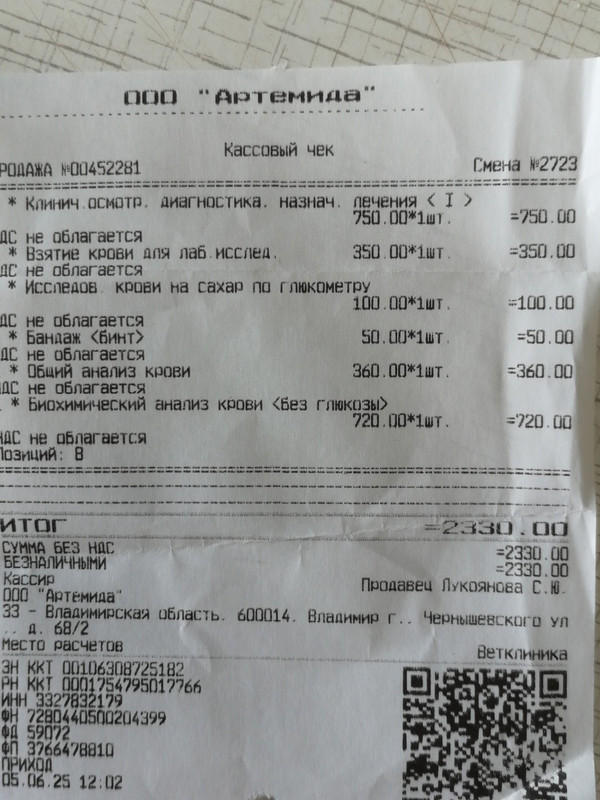 ООО "Артемида"
Кассовый чек
РОДАЖА №00452281 Смена №2723
* Клинич.осмотр. диагностика. назнач. лечения < I >
750.00*1шт. =750.00
ДС не облагается
* Взятие крови для лаб.исслед. 350.00*1шт. =350.00
ДС не облагается
* Исследов. крови на сахар по глюкометру
100.00*1шт. =100.00
ДС не облагается
* Бандаж <бинт> 50.00*1шт. =50.00
ДС не облагается
* Общий анализ крови 360.00*1шт. =360.00
ДС не облагается
* Биохимический анализ крови <без глюкозы>
720.00*1шт. =720.00
НДС не облагается
Позиций: 8
ИТОГ =2330.00
СУММА БЕЗ НДС =2330.00
БЕЗНАЛИЧНЫМИ =2330.00
Кассир Продавец Лукоянова С.Ю.
ООО "Артемида"
33 - Владимирская область. 600014. Владимир г.. Чернышевского ул
.. д. 68/2
Место расчетов Ветклиника
ЗН ККТ 00106308725182
РН ККТ 0001754795017766
ИНН 3327832179
ФН 7280440500204399
ФД 59072
ФП 3766478810
ПРИХОД
05.06.25 12:02